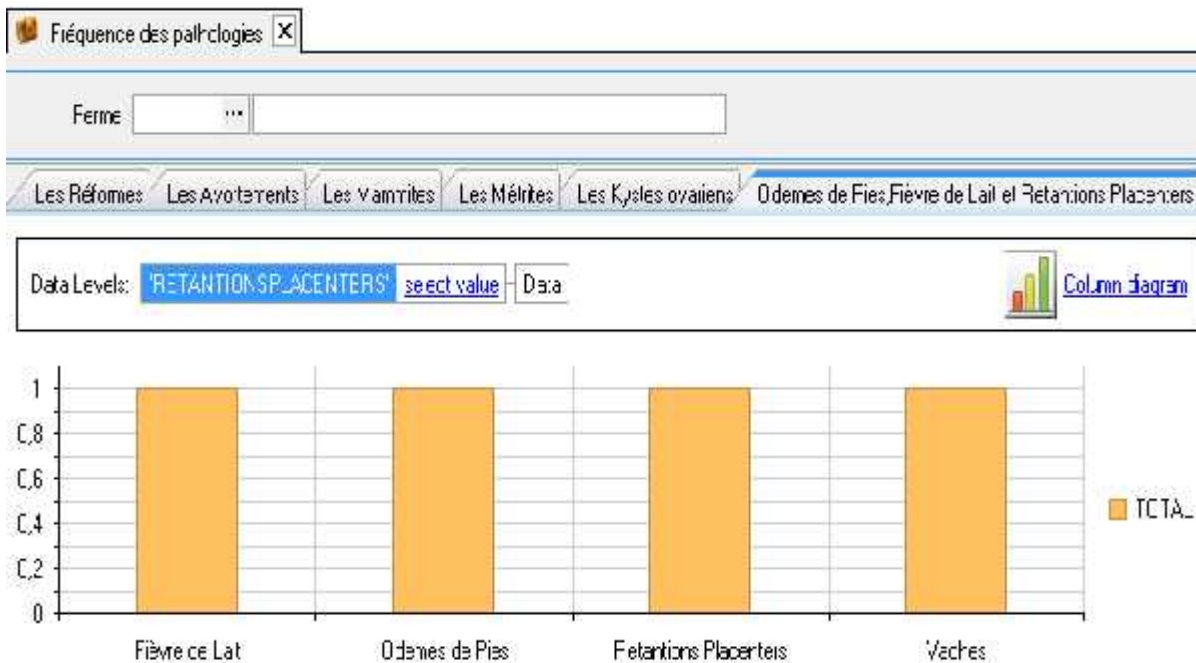 Fréquence des pathologies
Ferme ...
Les Réformes Les Avortements Les Mammites Les Métrites Les Kystes ovariens Odemes de Pies,Fièvre de Lait et Retantions Placenters
Data Levels: 'RETANTIONSPLACENTERS' select value Data Column diagram
1
0,8
0,6
0,4
0,2
0
TOTAL
Fièvre de Lait Odemes de Pies Retantions Placenters Vaches